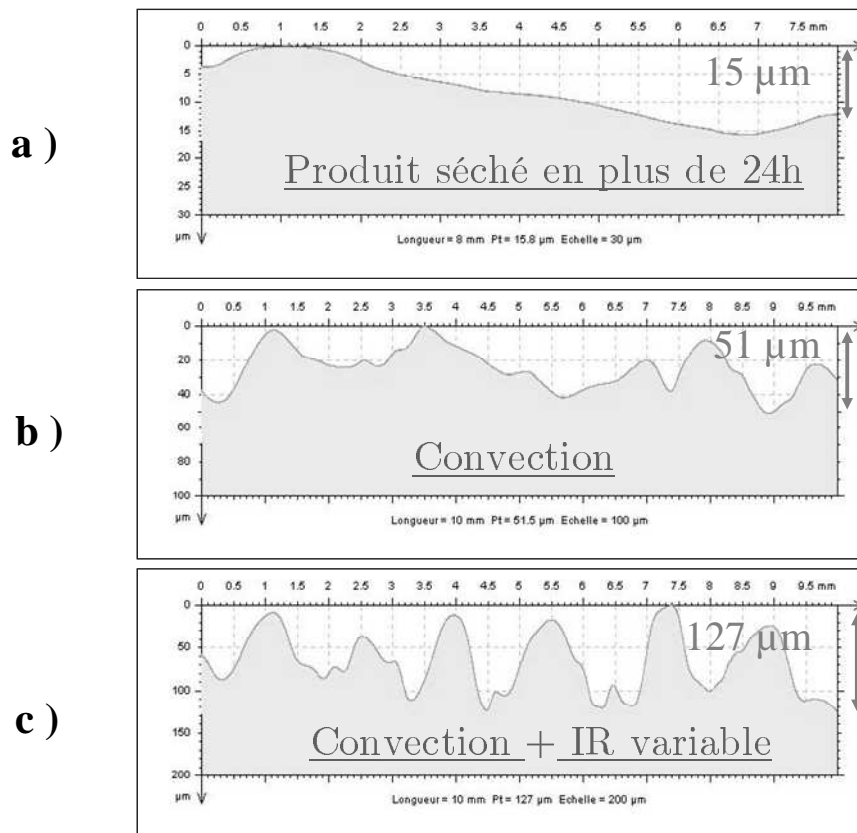 0 0.5 1 1.5 2 2.5 3 3.5 4 4.5 5 5.5 6 6.5 7 7.5 mm
0
5
10
15
20
25
30
µm
15 µm
a )
Produit séché en plus de 24h
Longueur = 8 mm Pt = 15.8 µm Echelle = 30 µm
0 0.5 1 1.5 2 2.5 3 3.5 4 4.5 5 5.5 6 6.5 7 7.5 8 8.5 9 9.5 mm
0
20
40
60
80
100
µm
51 µm
b )
Convection
Longueur = 10 mm Pt = 51.5 µm Echelle = 100 µm
0 0.5 1 1.5 2 2.5 3 3.5 4 4.5 5 5.5 6 6.5 7 7.5 8 8.5 9 9.5 mm
0
50
100
150
200
µm
127 µm
c )
Convection + IR variable
Longueur = 10 mm Pt = 127 µm Echelle = 200 µm